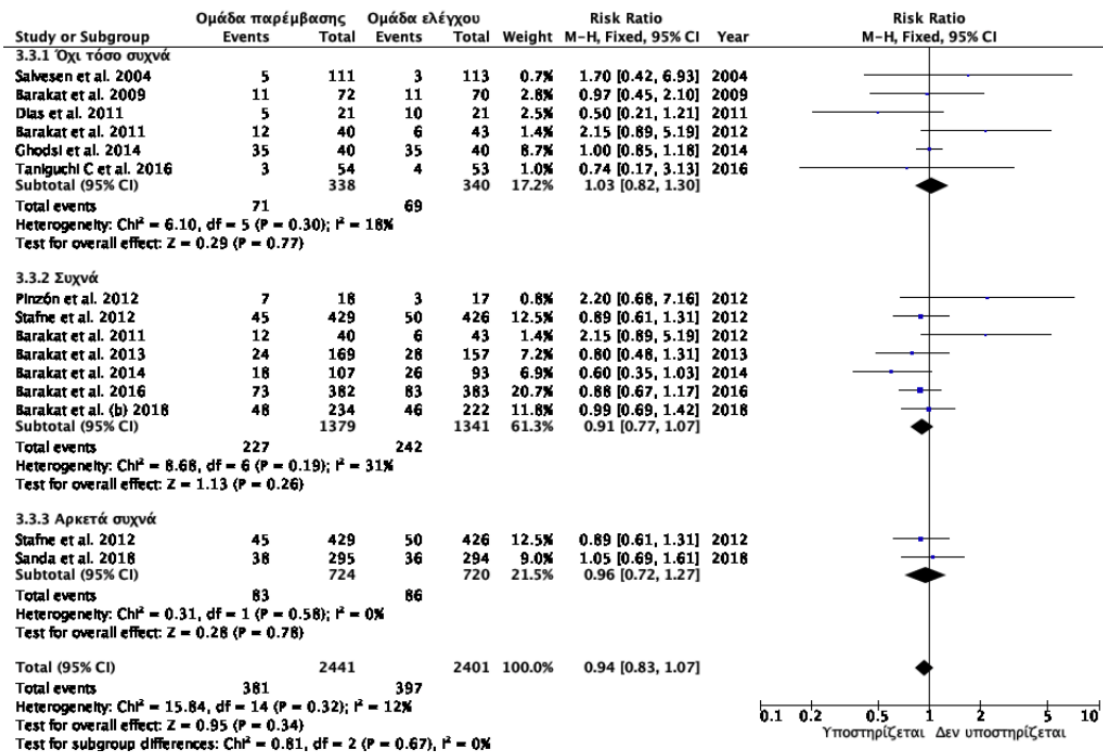 Ομάδα παρέμβασης Ομάδα ελέγχου Risk Ratio Risk Ratio
Study or Subgroup Events Total Events Total Weight M-H, Fixed, 95% CI Year M-H, Fixed, 95% CI
3.3.1 Όχι τόσο συχνά
Salvesen et al. 2004 5 111 3 113 0.7% 1.70 [0.42, 6.93] 2004
Barakat et al. 2009 11 72 11 70 2.8% 0.97 [0.45, 2.10] 2009
Dias et al. 2011 5 21 10 21 2.5% 0.50 [0.21, 1.21] 2011
Barakat et al. 2011 12 40 6 43 1.4% 2.15 [0.89, 5.19] 2012
Ghodsi et al. 2014 35 40 35 40 8.7% 1.00 [0.85, 1.18] 2014
Taniguchi C et al. 2016 3 54 4 53 1.0% 0.74 [0.17, 3.13] 2016
Subtotal (95% CI) 338 340 17.2% 1.03 [0.82, 1.30]
Total events 71 69
Heterogeneity: Chi² = 6.10, df = 5 (P = 0.30); I² = 18%
Test for overall effect: Z = 0.29 (P = 0.77)
3.3.2 Συχνά
Pinzón et al. 2012 7 18 3 17 0.8% 2.20 [0.68, 7.16] 2012
Stafne et al. 2012 45 429 50 426 12.5% 0.89 [0.61, 1.31] 2012
Barakat et al. 2011 12 40 6 43 1.4% 2.15 [0.89, 5.19] 2012
Barakat et al. 2013 24 169 28 157 7.2% 0.80 [0.48, 1.31] 2013
Barakat et al. 2014 18 107 26 93 6.9% 0.60 [0.35, 1.03] 2014
Barakat et al. 2016 73 382 83 383 20.7% 0.88 [0.67, 1.17] 2016
Barakat et al. (b) 2018 48 234 46 222 11.8% 0.99 [0.69, 1.42] 2018
Subtotal (95% CI) 1379 1341 61.3% 0.91 [0.77, 1.07]
Total events 227 242
Heterogeneity: Chi² = 8.68, df = 6 (P = 0.19); I² = 31%
Test for overall effect: Z = 1.13 (P = 0.26)
3.3.3 Αρκετά συχνά
Stafne et al. 2012 45 429 50 426 12.5% 0.89 [0.61, 1.31] 2012
Sanda et al. 2018 38 295 36 294 9.0% 1.05 [0.69, 1.61] 2018
Subtotal (95% CI) 724 720 21.5% 0.96 [0.72, 1.27]
Total events 83 86
Heterogeneity: Chi² = 0.31, df = 1 (P = 0.58); I² = 0%
Test for overall effect: Z = 0.28 (P = 0.78)
Total (95% CI) 2441 2401 100.0% 0.94 [0.83, 1.07]
Total events 381 397
Heterogeneity: Chi² = 15.84, df = 14 (P = 0.32); I² = 12%
Test for overall effect: Z = 0.95 (P = 0.34)
Test for subgroup differences: Chi² = 0.81, df = 2 (P = 0.67), I² = 0%
0.1 0.2 0.5 1 2 5 10
Υποστηρίζεται Δεν υποστηρίζεται